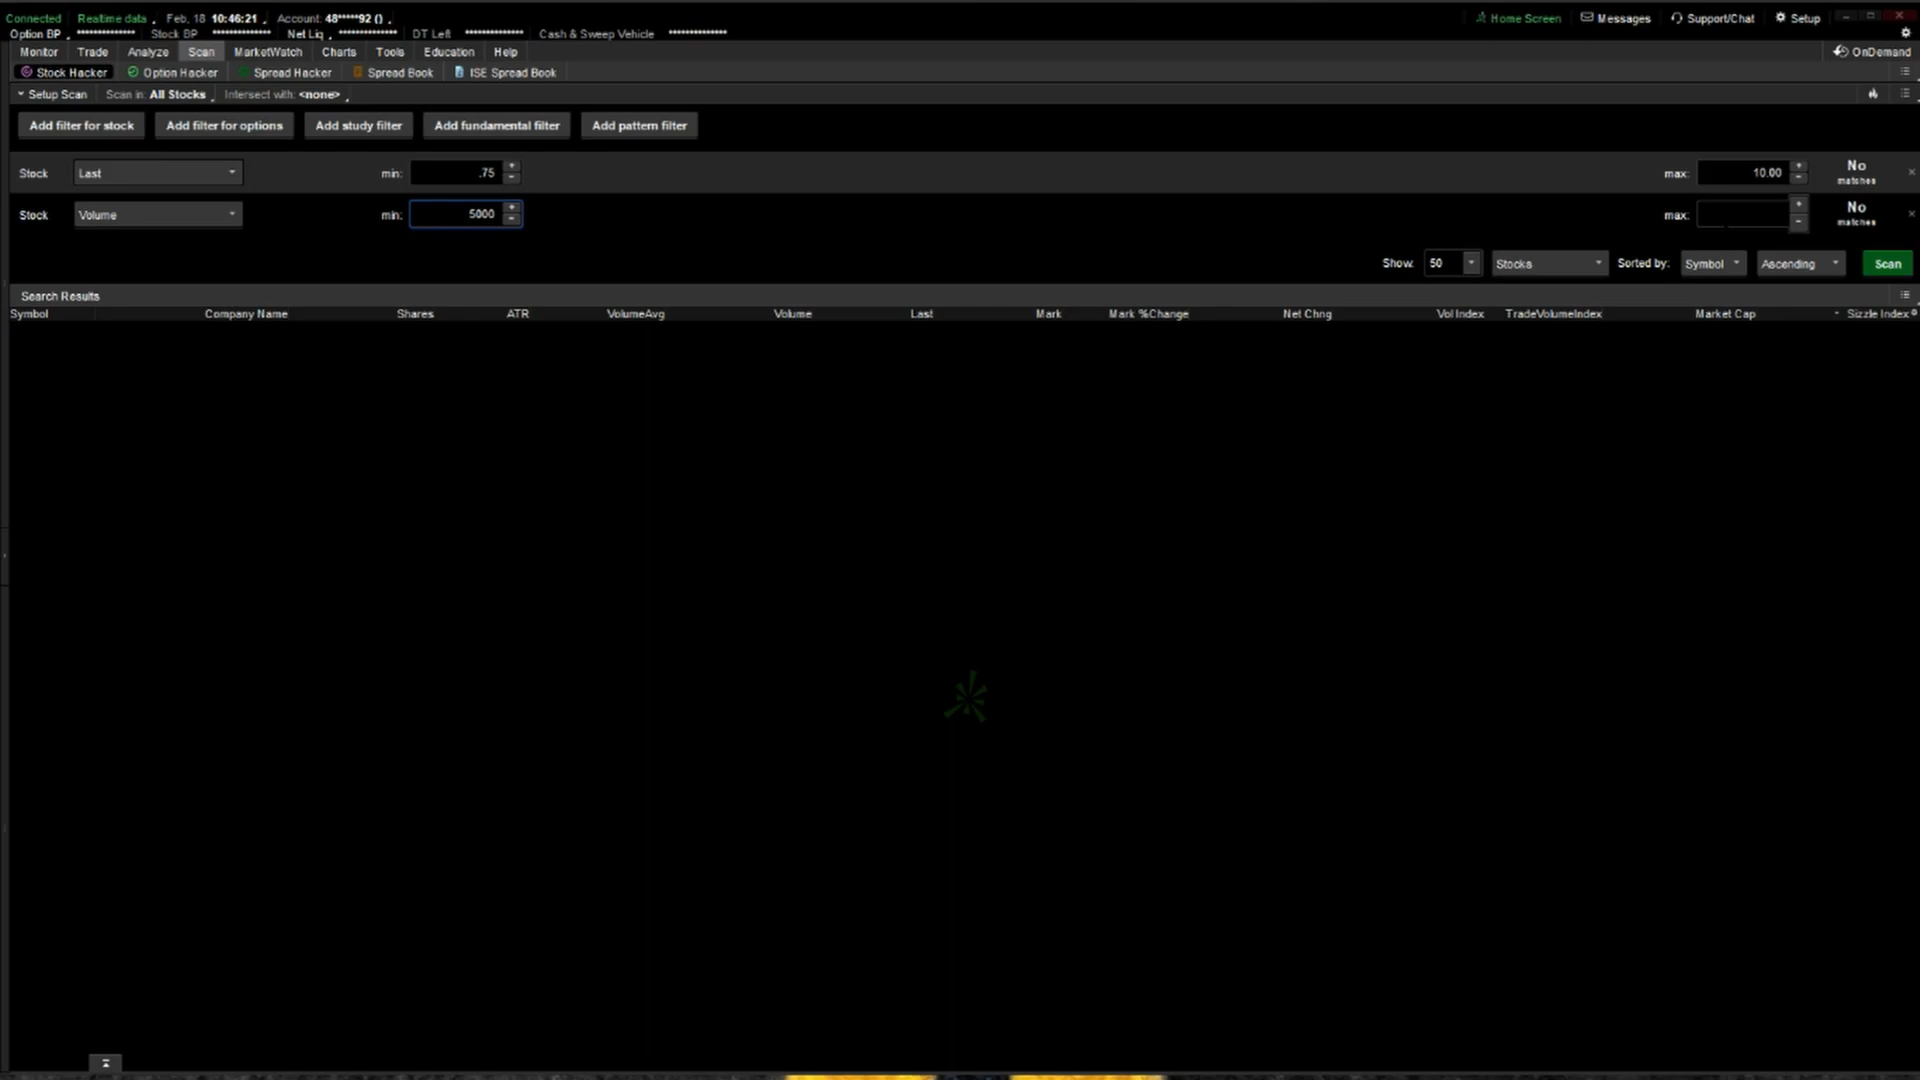 Connected Realtime data Feb, 18 10:46:21 Account: 48*****92 () Home Screen Messages Support/Chat Setup
Option BP ************** Stock BP ************** Net Liq ************** DT Left ************** Cash & Sweep Vehicle **************
Monitor Trade Analyze Scan MarketWatch Charts Tools Education Help OnDemand
Stock Hacker Option Hacker Spread Hacker Spread Book ISE Spread Book
Setup Scan Scan in: All Stocks Intersect with: <none>
Add filter for stock Add filter for options Add study filter Add fundamental filter Add pattern filter
Stock Last min: .75 max: 10.00 No matches
Stock Volume min: 5000 max: No matches
Show: 50 Stocks Sorted by: Symbol Ascending Scan
Search Results
Symbol Company Name Shares ATR VolumeAvg Volume Last Mark Mark %Change Net Chng Vol Index TradeVolumeIndex Market Cap Sizzle Index